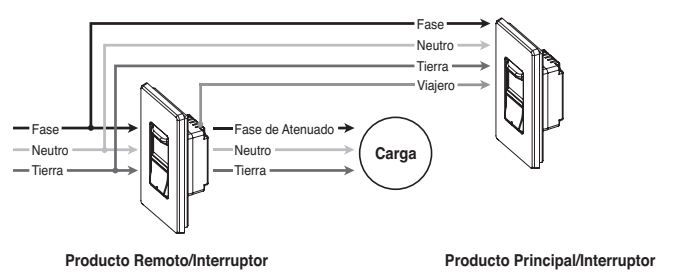 Fase
Neutro
Tierra
Viajero
Fase
Neutro
Tierra
Fase de Atenuado
Neutro
Tierra
Carga
Producto Remoto/Interruptor
Producto Principal/Interruptor